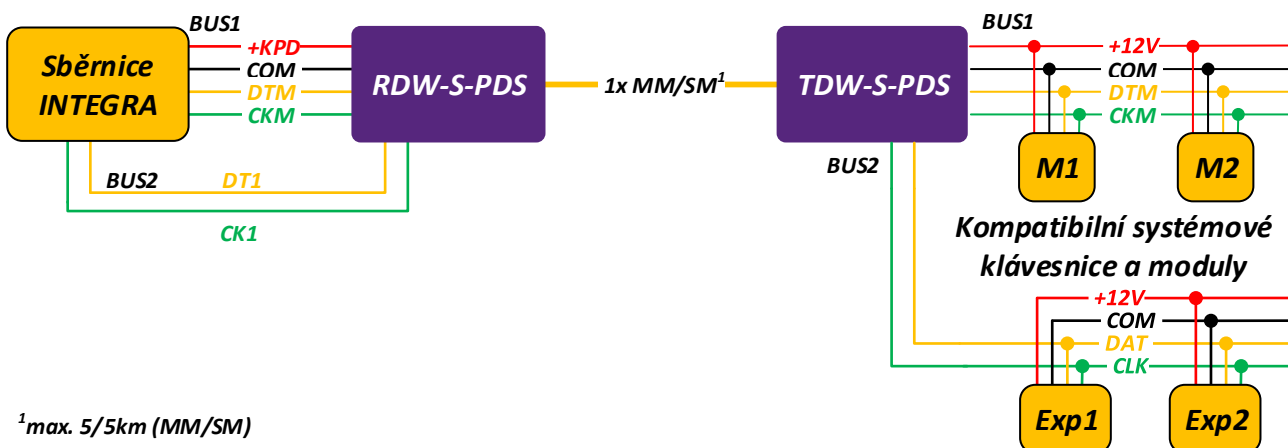 BUS1
+KPD
COM
DTM
CKM
Sběrnice
INTEGRA
RDW-S-PDS
1x MM/SM¹
TDW-S-PDS
BUS1
+12V
COM
DTM
CKM
M1
M2
BUS2
DT1
CK1
BUS2
Kompatibilní systémové
klávesnice a moduly
+12V
COM
DAT
CLK
Exp1
Exp2
¹max. 5/5km (MM/SM)